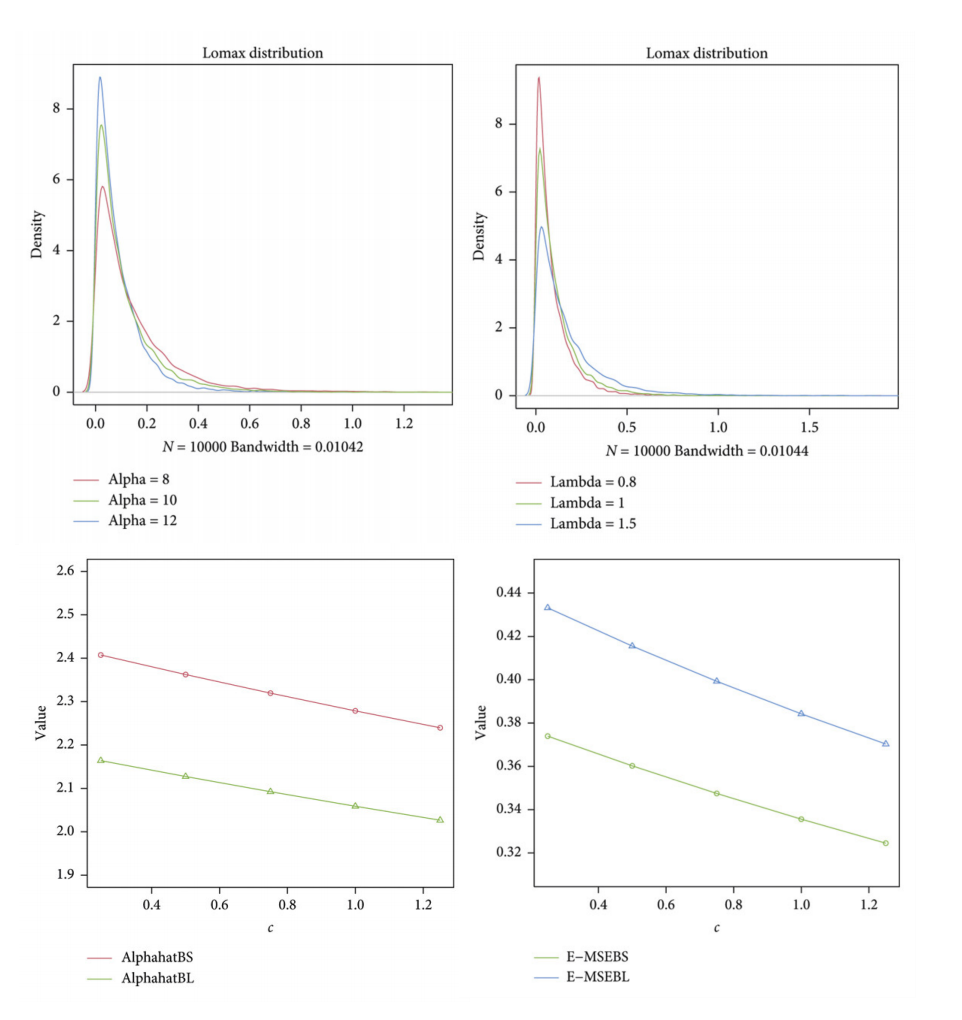 Lomax distribution
Density
8
6
4
2
0
0.0 0.2 0.4 0.6 0.8 1.0 1.2
N = 10000 Bandwidth = 0.01042
Alpha = 8
Alpha = 10
Alpha = 12
Lomax distribution
Density
8
6
4
2
0
0.0 0.5 1.0 1.5
N = 10000 Bandwidth = 0.01044
Lambda = 0.8
Lambda = 1
Lambda = 1.5
Value
2.6
2.5
2.4
2.3
2.2
2.1
2.0
1.9
0.4 0.6 0.8 1.0 1.2
c
AlphahatBS
AlphahatBL
Value
0.44
0.42
0.40
0.38
0.36
0.34
0.32
0.4 0.6 0.8 1.0 1.2
c
E−MSEBS
E−MSEBL